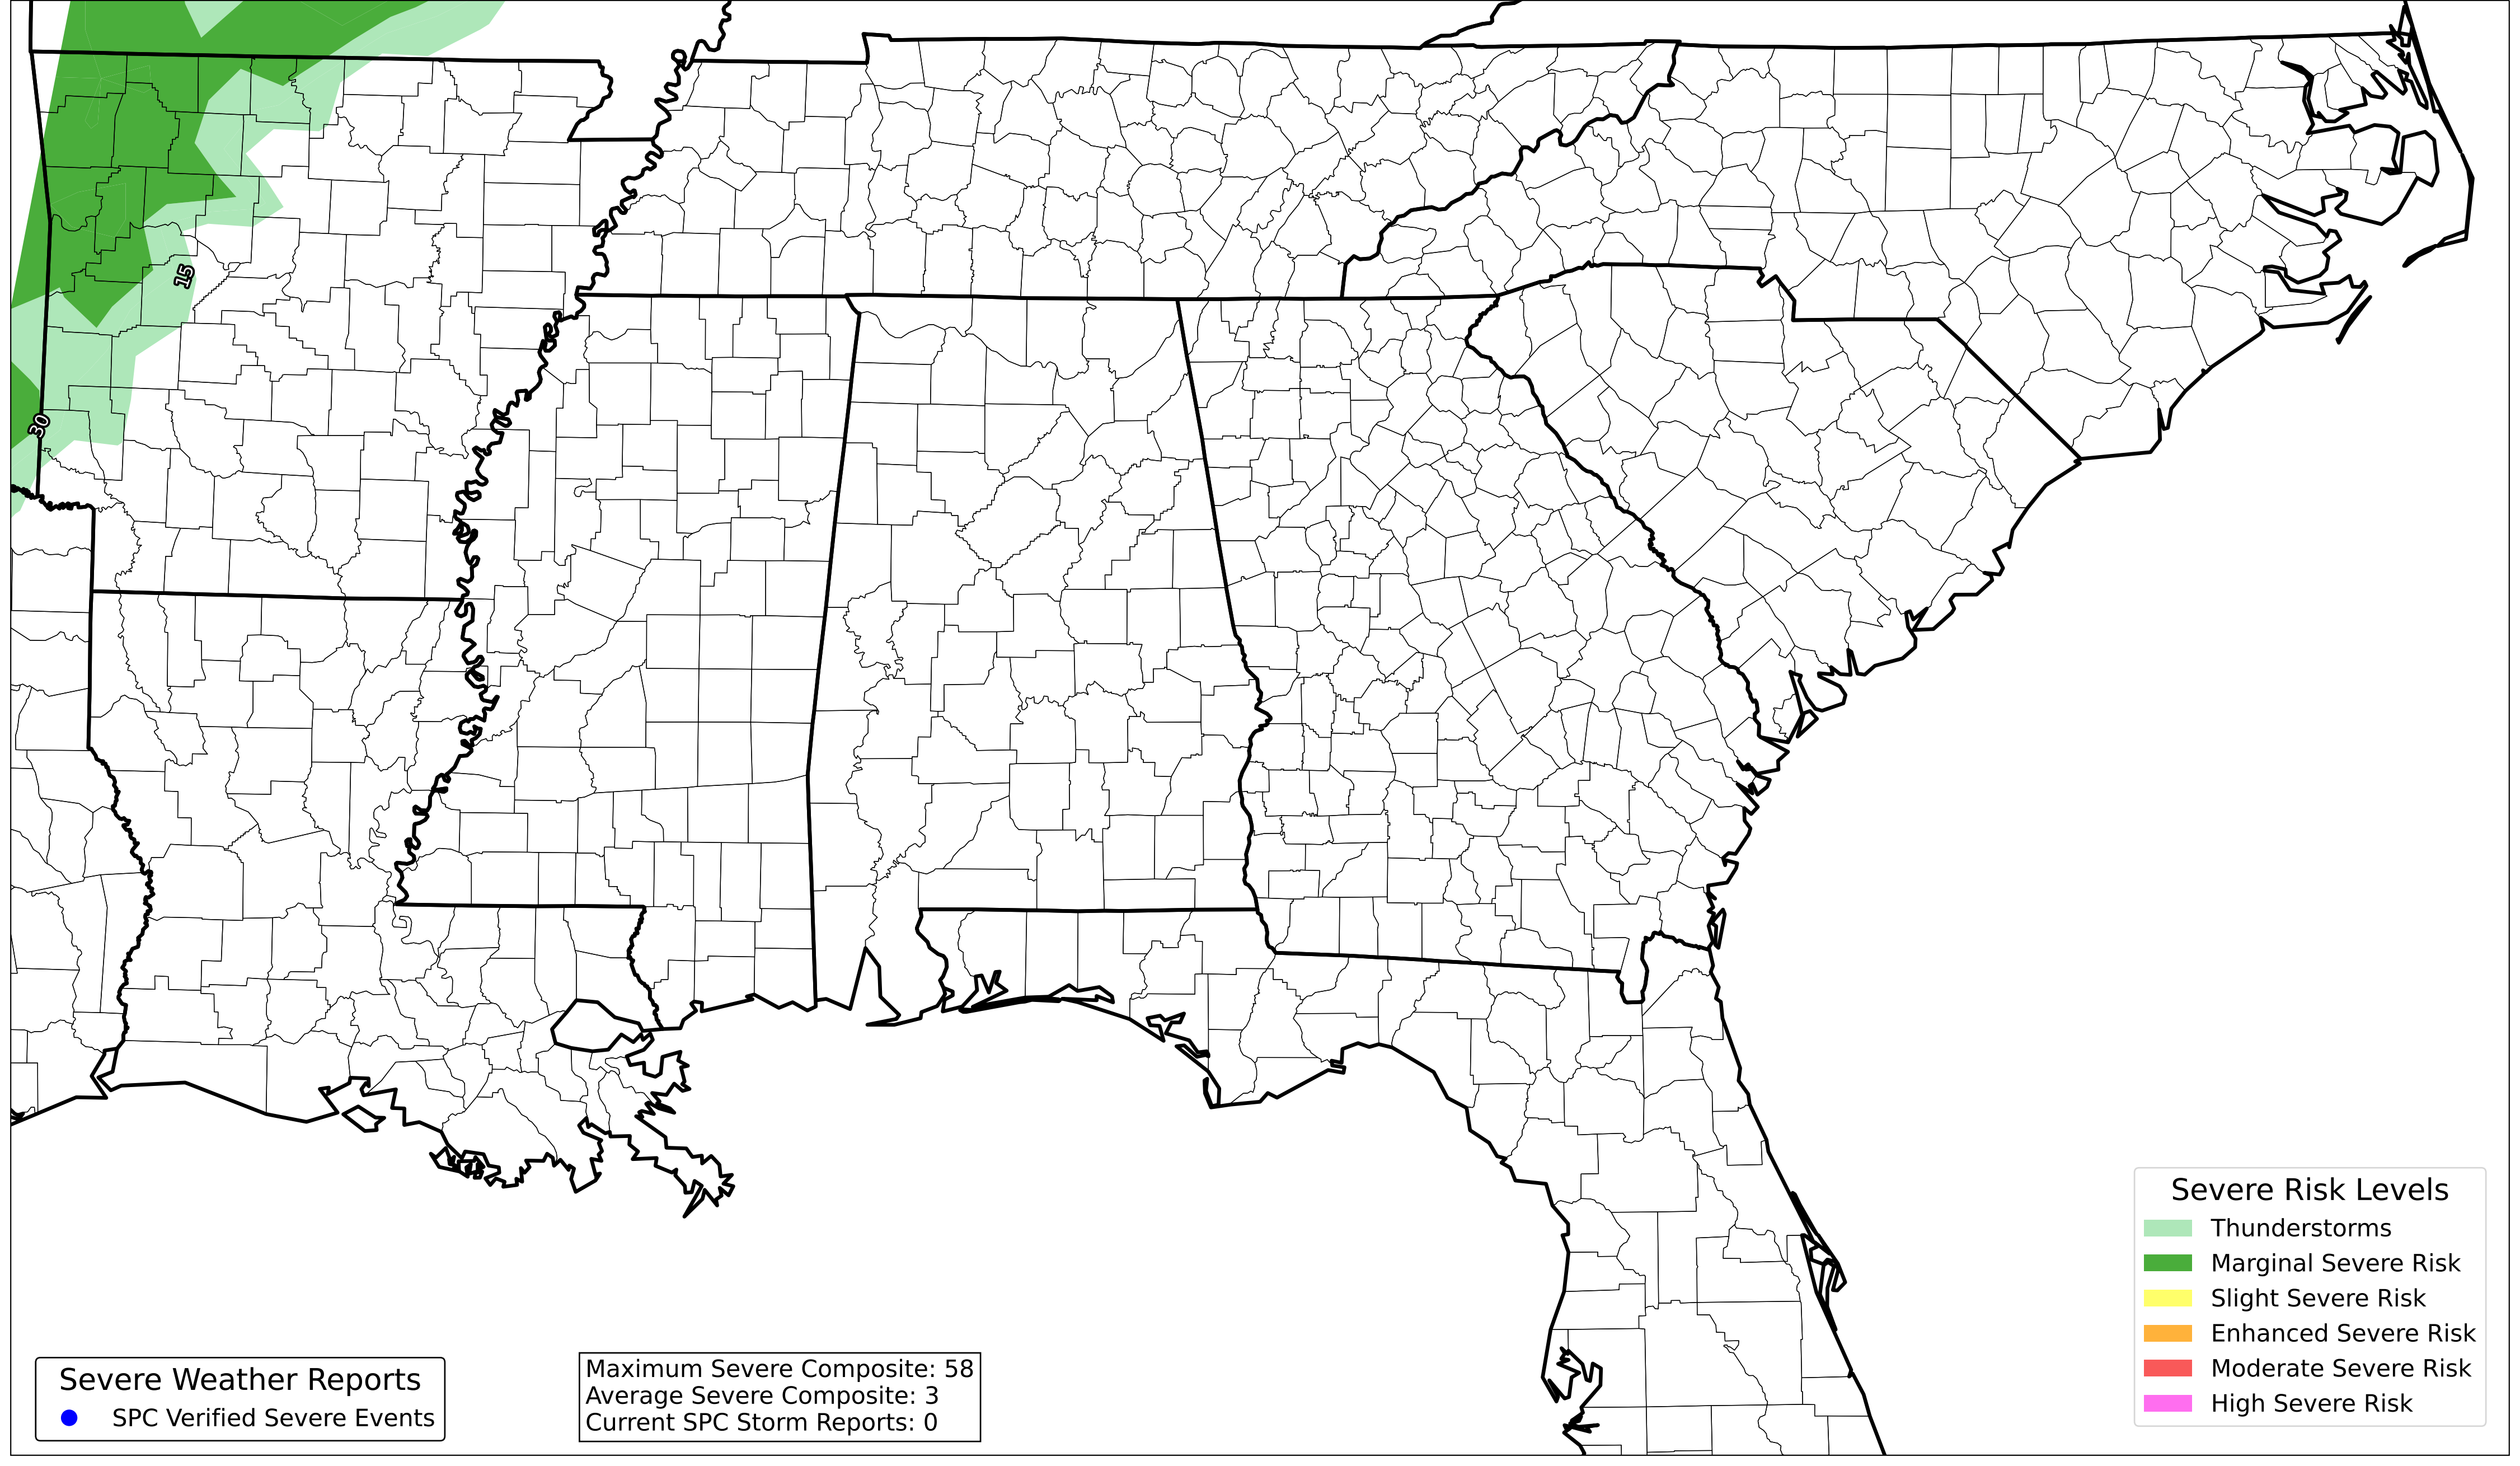 15
30
Severe Risk Levels
Thunderstorms
Marginal Severe Risk
Slight Severe Risk
Enhanced Severe Risk
Moderate Severe Risk
High Severe Risk
Severe Weather Reports
SPC Verified Severe Events
Maximum Severe Composite: 58
Average Severe Composite: 3
Current SPC Storm Reports: 0